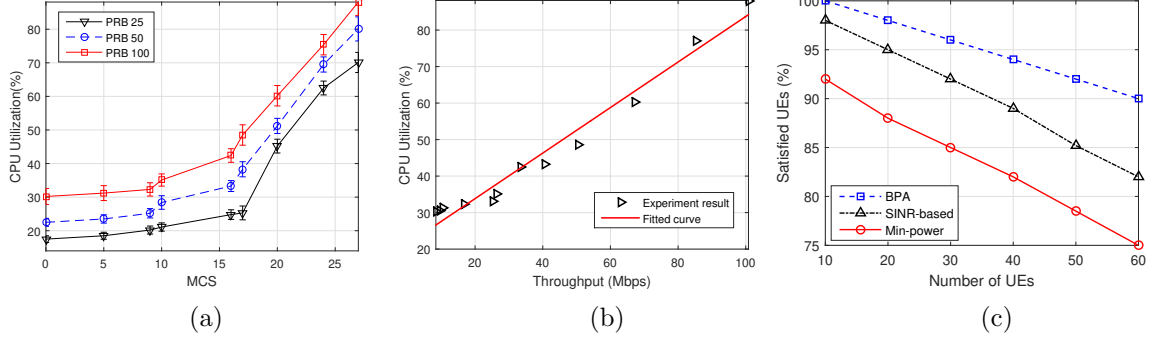 PRB 25
PRB 50
PRB 100
CPU Utilization(%)
80
70
60
50
40
30
20
0
5
10
15
20
25
MCS
(a)
CPU Utilization (%)
80
70
60
50
40
30
20
20
40
60
80
100
Throughput (Mbps)
Experiment result
Fitted curve
(b)
Satisfied UEs (%)
100
95
90
85
80
75
10
20
30
40
50
60
Number of UEs
BPA
SINR-based
Min-power
(c)